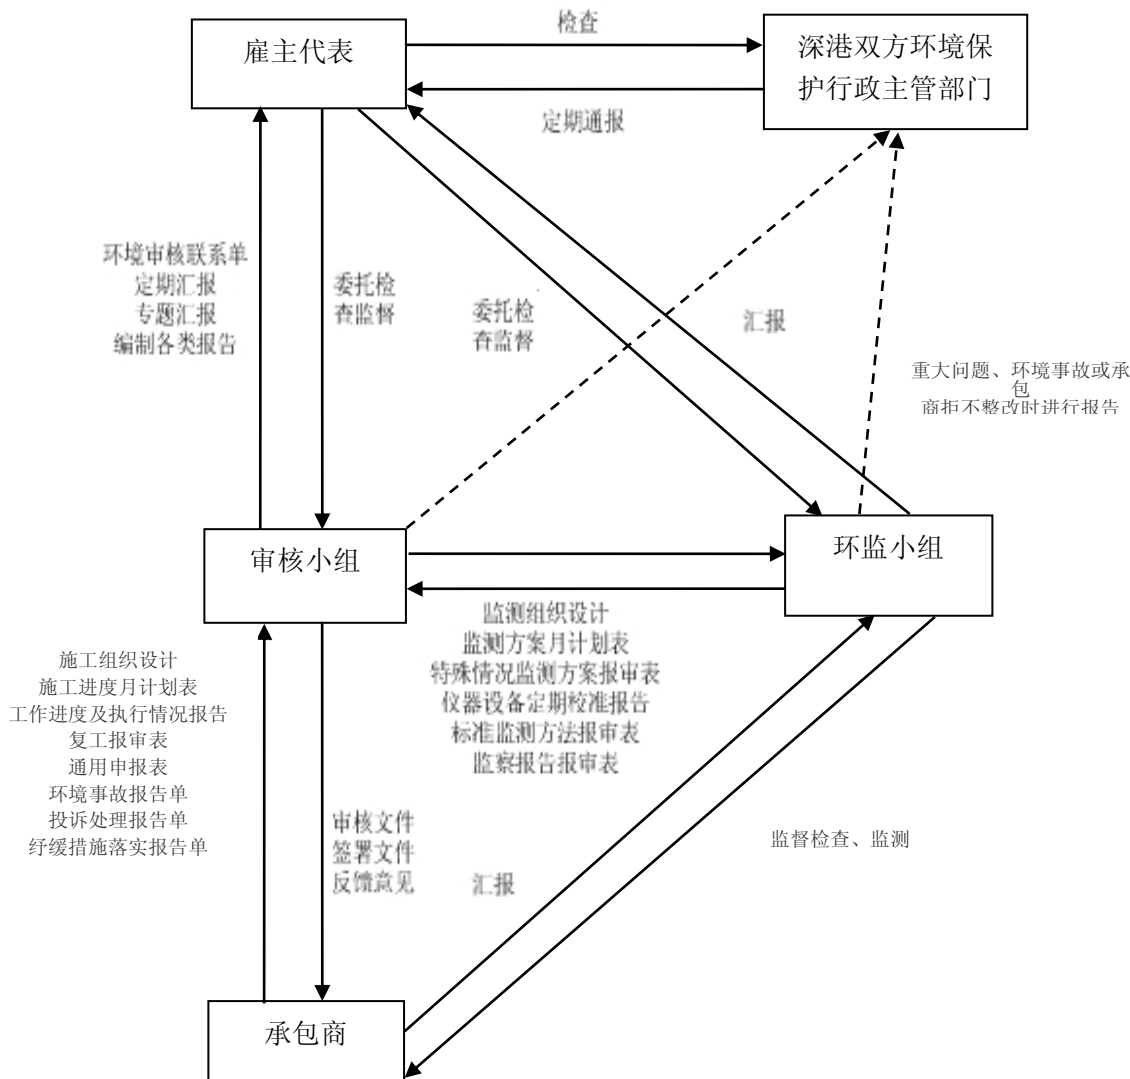 检查
雇主代表
深港双方环境保
护行政主管部门
定期通报
环境审核联系单
定期汇报
专题汇报
编制各类报告
委托检
查监督
委托检
查监督
汇报
重大问题、环境事故或承
包
商拒不整改时进行报告
审核小组
环监小组
监测组织设计
监测方案月计划表
特殊情况监测方案报审表
仪器设备定期校准报告
标准监测方法报审表
监察报告报审表
施工组织设计
施工进度月计划表
工作进度及执行情况报告
复工报审表
通用申报表
环境事故报告单
投诉处理报告单
纾缓措施落实报告单
审核文件
签署文件
反馈意见
汇报
监督检查、监测
承包商